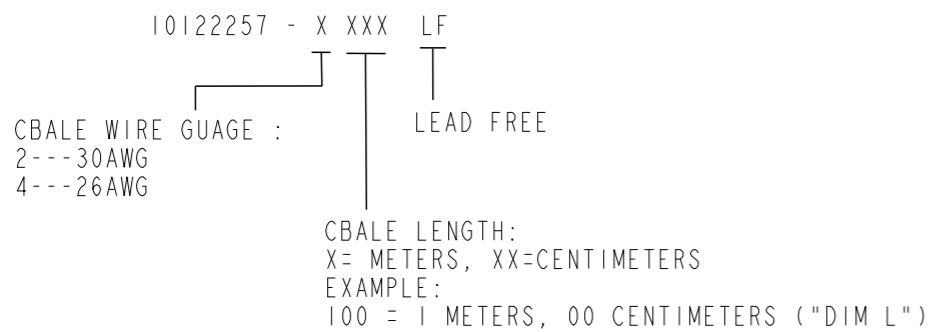 10122257 - X XXX LF
LEAD FREE
CBALE WIRE GUAGE :
2---30AWG
4---26AWG
CBALE LENGTH:
X= METERS, XX=CENTIMETERS
EXAMPLE:
100 = 1 METERS, 00 CENTIMETERS ("DIM L")